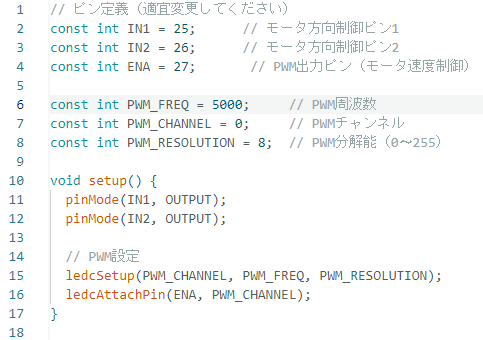 1 // ピン定義（適宜変更してください）
2 const int IN1 = 25;      // モータ方向制御ピン1
3 const int IN2 = 26;      // モータ方向制御ピン2
4 const int ENA = 27;       // PWM出力ピン（モータ速度制御）
5
6 const int PWM_FREQ = 5000;     // PWM周波数
7 const int PWM_CHANNEL = 0;     // PWMチャンネル
8 const int PWM_RESOLUTION = 8;  // PWM分解能（0〜255）
9
10 void setup() {
11   pinMode(IN1, OUTPUT);
12   pinMode(IN2, OUTPUT);
13
14   // PWM設定
15   ledcSetup(PWM_CHANNEL, PWM_FREQ, PWM_RESOLUTION);
16   ledcAttachPin(ENA, PWM_CHANNEL);
17 }
18